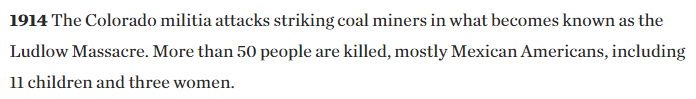 1914 The Colorado militia attacks striking coal miners in what becomes known as the
Ludlow Massacre. More than 50 people are killed, mostly Mexican Americans, including
11 children and three women.